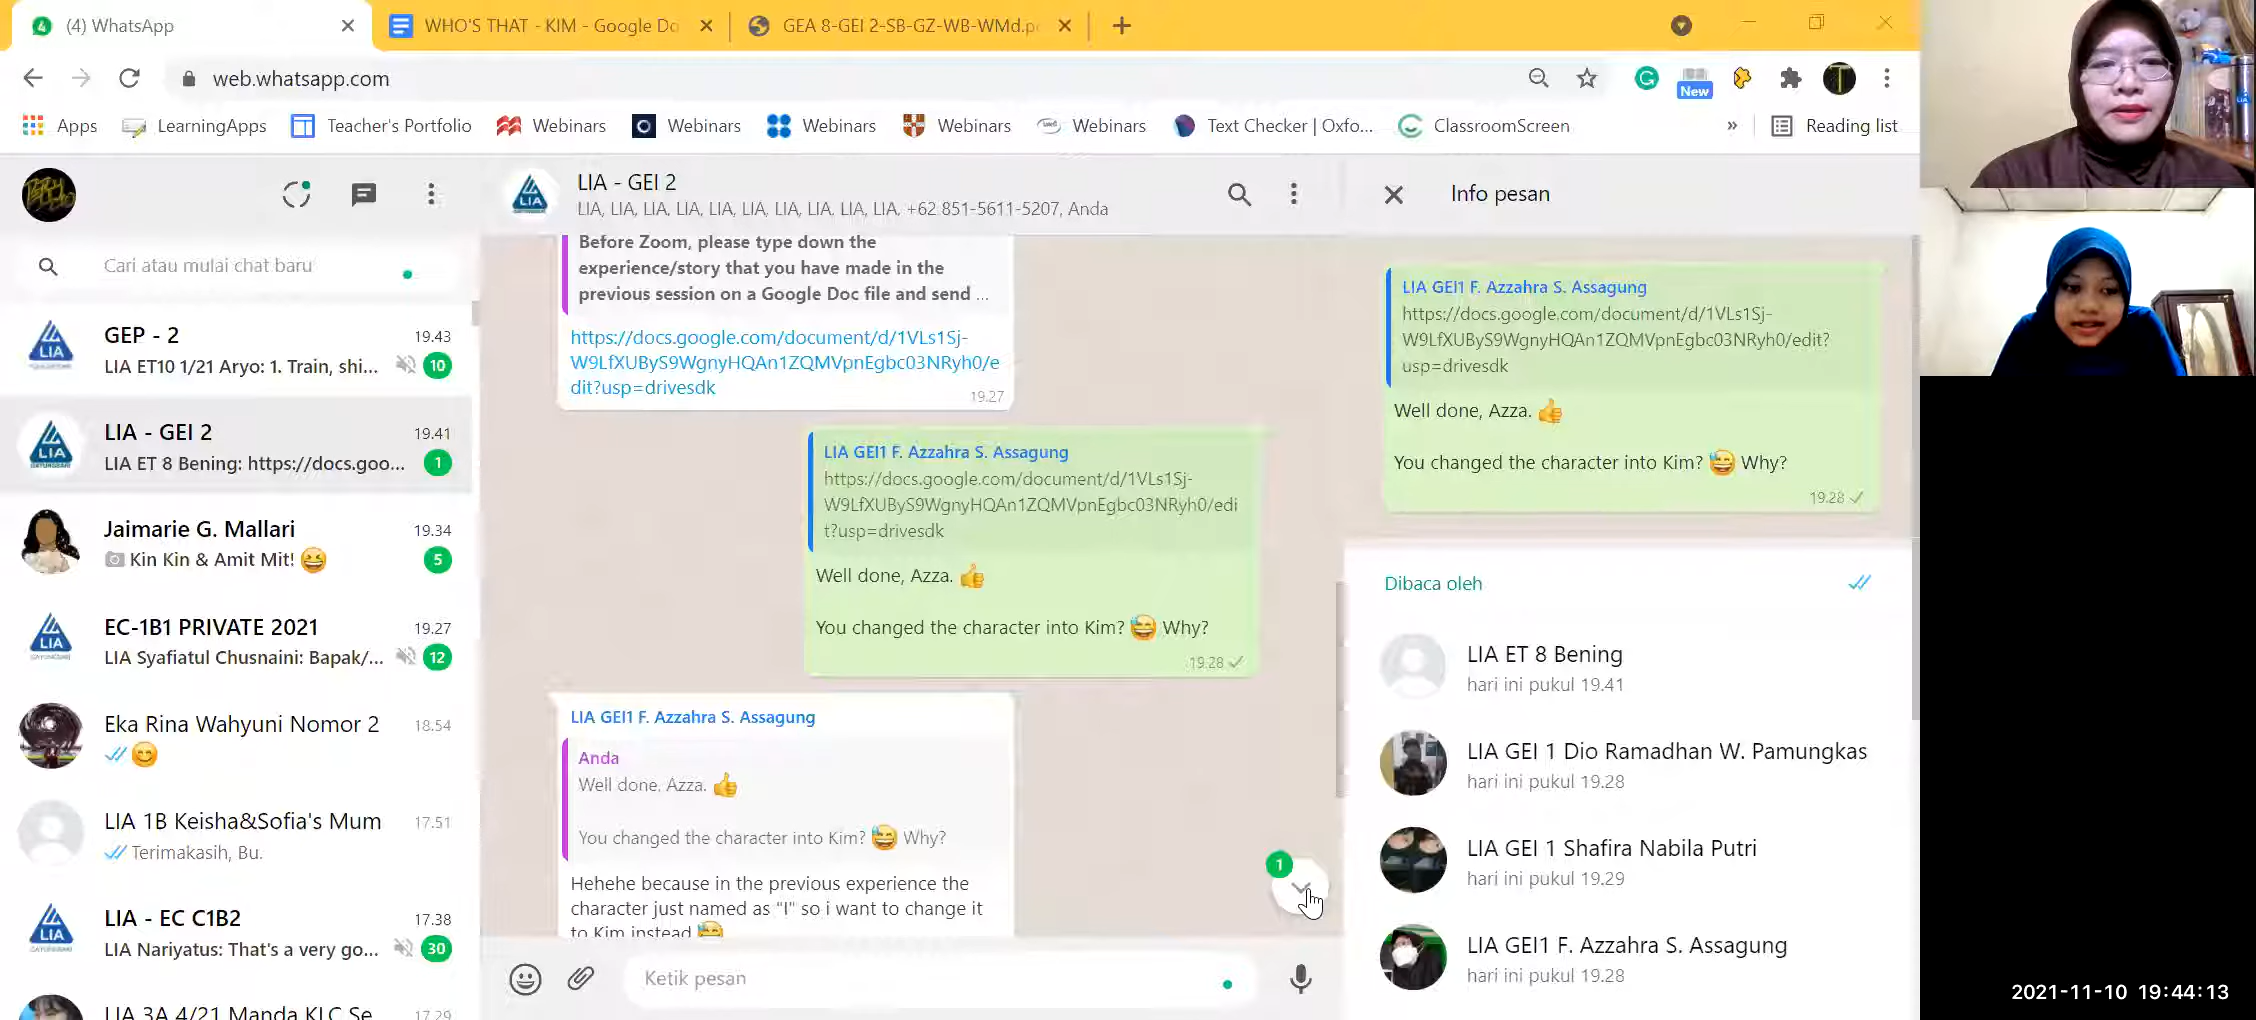 (4) WhatsApp
WHO'S THAT - KIM - Google Do
GEA 8-GEI 2-SB-GZ-WB-WMd.p
web.whatsapp.com
New
Apps
LearningApps
Teacher's Portfolio
Webinars
Webinars
Webinars
Webinars
Webinars
Text Checker | Oxfo...
ClassroomScreen
»
Reading list
LIA - GEI 2
LIA, LIA, LIA, LIA, LIA, LIA, LIA, LIA, LIA, LIA, +62 851-5611-5207, Anda
Info pesan
Cari atau mulai chat baru
GEP - 2
19.43
LIA ET10 1/21 Aryo: 1. Train, shi...
10
LIA - GEI 2
19.41
LIA ET 8 Bening: https://docs.goo...
1
Jaimarie G. Mallari
19.34
Kin Kin & Amit Mit! 😆
5
EC-1B1 PRIVATE 2021
19.27
LIA Syafiatul Chusnaini: Bapak/...
12
Eka Rina Wahyuni Nomor 2
18.54
😊
LIA 1B Keisha&Sofia's Mum
17.51
Terimakasih, Bu.
LIA - EC C1B2
17.38
LIA Nariyatus: That's a very go...
30
LIA 3A 4/21 Manda KLC Se
17.29
Before Zoom, please type down the
experience/story that you have made in the
previous session on a Google Doc file and send ...
https://docs.google.com/document/d/1VLs1Sj-
W9LfXUByS9WgnyHQAn1ZQMVpnEgbc03NRyh0/e
dit?usp=drivesdk
19.27
LIA GEI1 F. Azzahra S. Assagung
https://docs.google.com/document/d/1VLs1Sj-
W9LfXUByS9WgnyHQAn1ZQMVpnEgbc03NRyh0/edi
t?usp=drivesdk
Well done, Azza. 👍
You changed the character into Kim? 😅 Why?
19.28
LIA GEI1 F. Azzahra S. Assagung
Anda
Well done, Azza. 👍
You changed the character into Kim? 😅 Why?
Hehehe because in the previous experience the
character just named as "I" so i want to change it
to Kim instead 😅
1
Ketik pesan
LIA GEI1 F. Azzahra S. Assagung
https://docs.google.com/document/d/1VLs1Sj-
W9LfXUByS9WgnyHQAn1ZQMVpnEgbc03NRyh0/edit?
usp=drivesdk
Well done, Azza. 👍
You changed the character into Kim? 😅 Why?
19.28
Dibaca oleh
LIA ET 8 Bening
hari ini pukul 19.41
LIA GEI 1 Dio Ramadhan W. Pamungkas
hari ini pukul 19.28
LIA GEI 1 Shafira Nabila Putri
hari ini pukul 19.29
LIA GEI1 F. Azzahra S. Assagung
hari ini pukul 19.28
2021-11-10 19:44:13